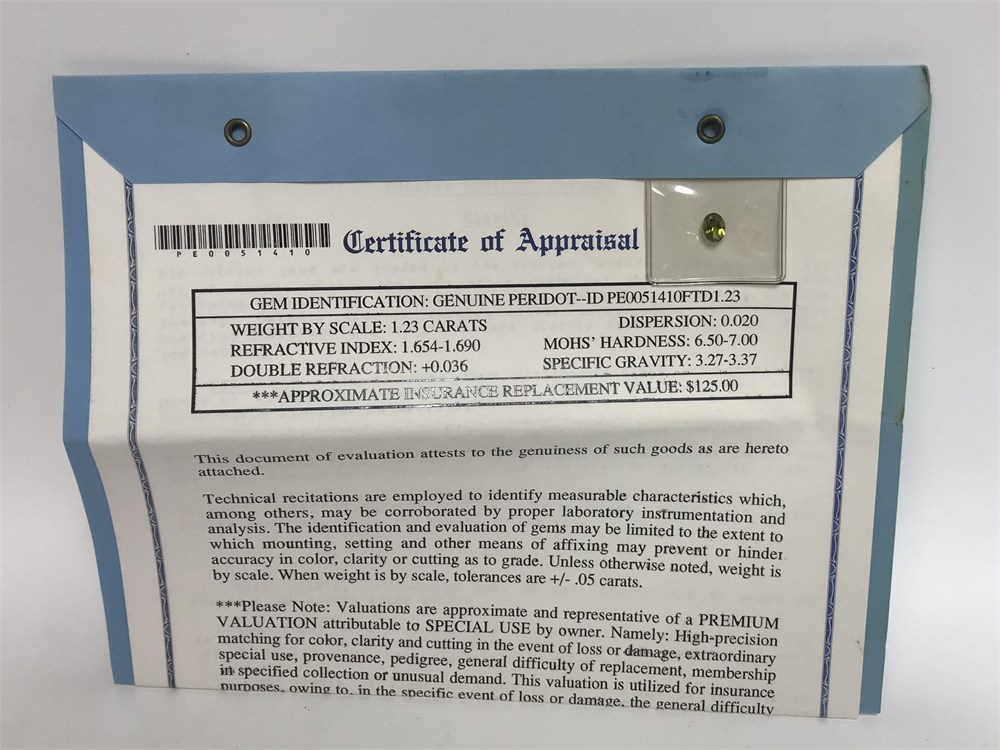 PE0051410
Certificate of Appraisal
GEM IDENTIFICATION: GENUINE PERIDOT--ID PE0051410FTD1.23
WEIGHT BY SCALE: 1.23 CARATS
DISPERSION: 0.020
REFRACTIVE INDEX: 1.654-1.690
MOHS' HARDNESS: 6.50-7.00
DOUBLE REFRACTION: +0.036
SPECIFIC GRAVITY: 3.27-3.37
***APPROXIMATE INSURANCE REPLACEMENT VALUE: $125.00
This document of evaluation attests to the genuiness of such goods as are hereto
attached.
Technical recitations are employed to identify measurable characteristics which,
among others, may be corroborated by proper laboratory instrumentation and
analysis. The identification and evaluation of gems may be limited to the extent to
which mounting, setting and other means of affixing may prevent or hinder
accuracy in color, clarity or cutting as to grade. Unless otherwise noted, weight is
by scale. When weight is by scale, tolerances are +/- .05 carats.
***Please Note: Valuations are approximate and representative of a PREMIUM
VALUATION attributable to SPECIAL USE by owner. Namely: High-precision
matching for color, clarity and cutting in the event of loss or damage, extraordinary
special use, provenance, pedigree, general difficulty of replacement, membership
in specified collection or unusual demand. This valuation is utilized for insurance
purposes, owing to, in the specific event of loss or damage, the general difficulty